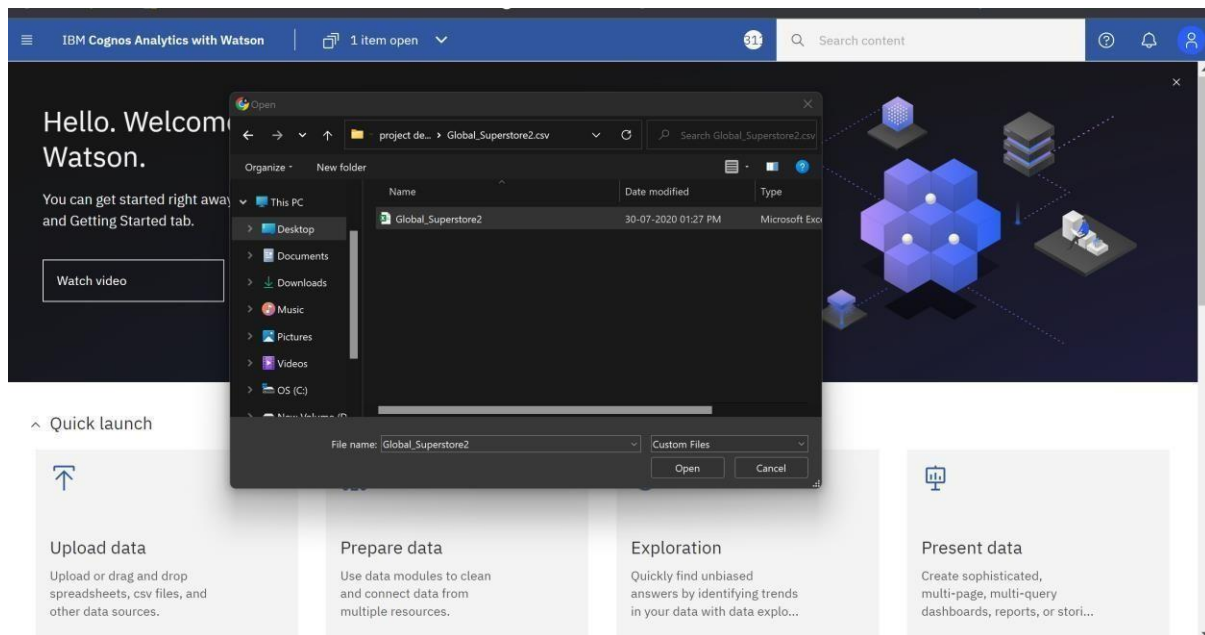 IBM Cognos Analytics with Watson
1 item open
Search content
Hello. Welcom
Watson.
You can get started right away
and Getting Started tab.
Watch video
Open
project de... > Global_Superstore2.csv
Search Global_Superstore2.csv
Organize
New folder
Name
Date modified
Type
Global_Superstore2
30-07-2020 01:27 PM
Microsoft Exc
This PC
Desktop
Documents
Downloads
Music
Pictures
Videos
OS (C:)
File name: Global_Superstore2
Custom Files
Open
Cancel
Quick launch
Upload data
Upload or drag and drop
spreadsheets, csv files, and
other data sources.
Prepare data
Use data modules to clean
and connect data from
multiple resources.
Exploration
Quickly find unbiased
answers by identifying trends
in your data with data explo...
Present data
Create sophisticated,
multi-page, multi-query
dashboards, reports, or stori...